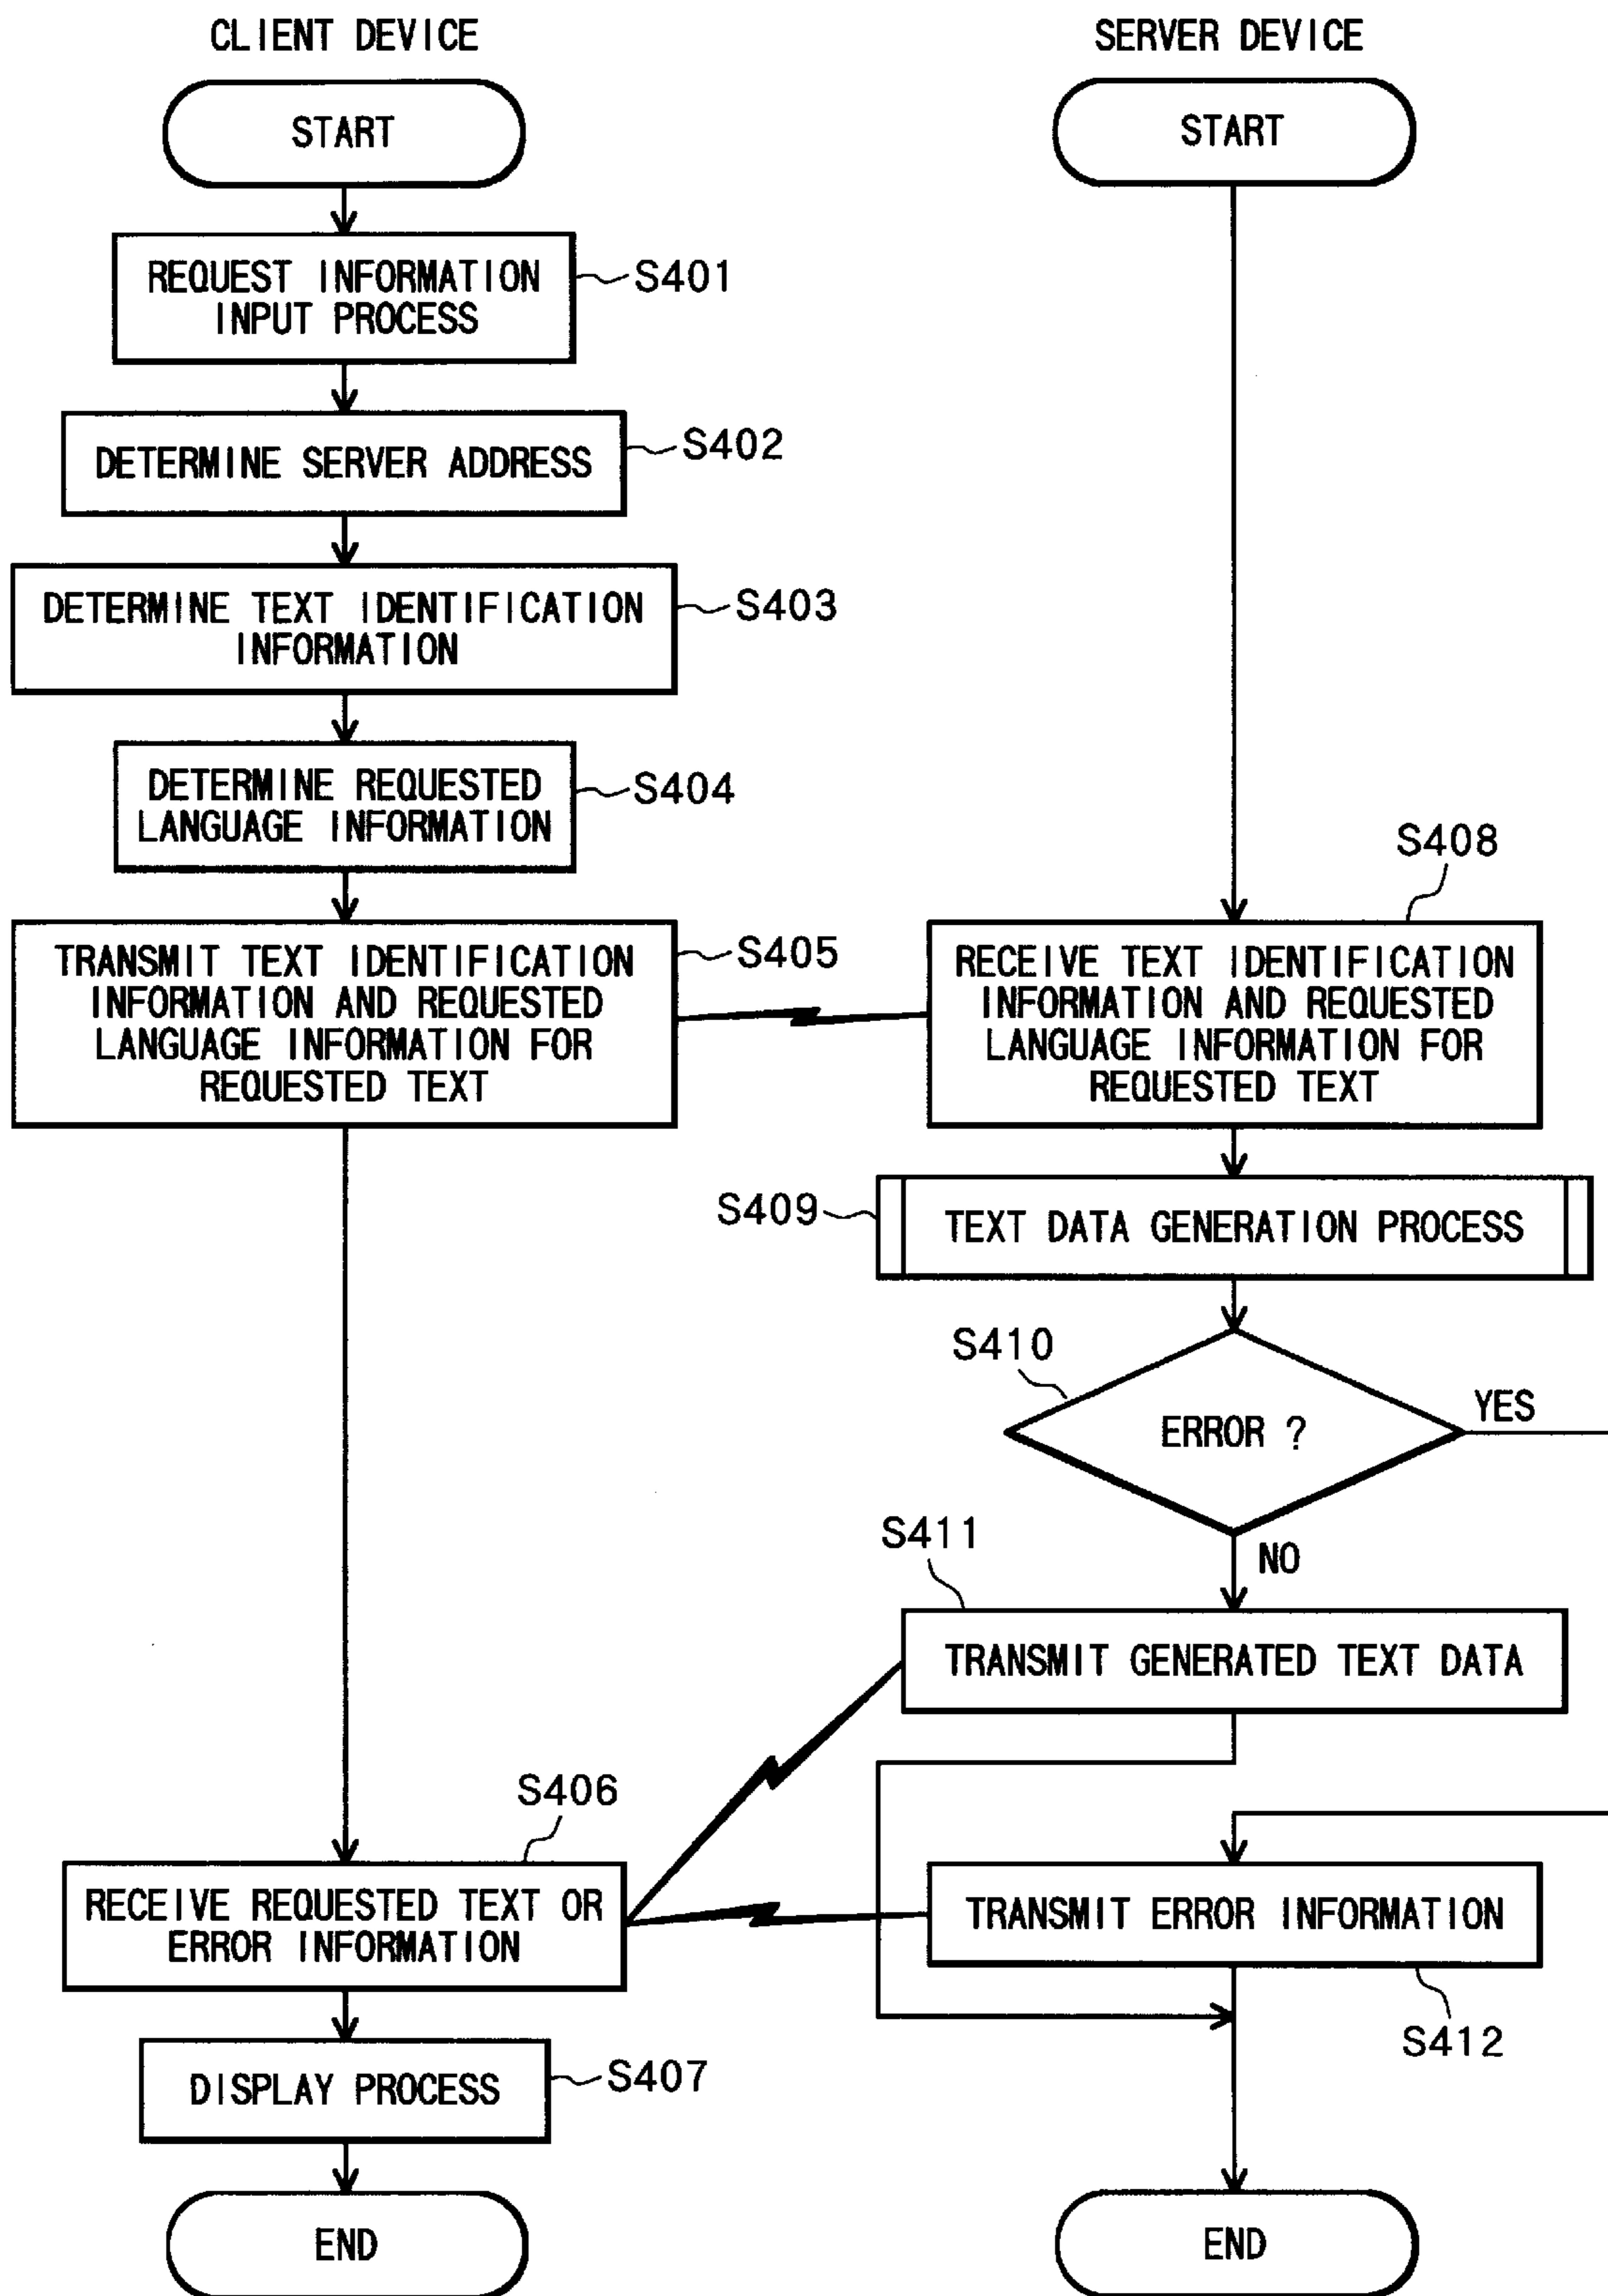 CLIENT DEVICE
START
REQUEST INFORMATION
INPUT PROCESS
S401
DETERMINE SERVER ADDRESS
S402
DETERMINE TEXT IDENTIFICATION
INFORMATION
S403
DETERMINE REQUESTED
LANGUAGE INFORMATION
S404
TRANSMIT TEXT IDENTIFICATION
INFORMATION AND REQUESTED
LANGUAGE INFORMATION FOR
REQUESTED TEXT
S405
S406
RECEIVE REQUESTED TEXT OR
ERROR INFORMATION
DISPLAY PROCESS
S407
END
SERVER DEVICE
START
S408
RECEIVE TEXT IDENTIFICATION
INFORMATION AND REQUESTED
LANGUAGE INFORMATION FOR
REQUESTED TEXT
S409
TEXT DATA GENERATION PROCESS
S410
ERROR ?
YES
NO
S411
TRANSMIT GENERATED TEXT DATA
TRANSMIT ERROR INFORMATION
S412
END